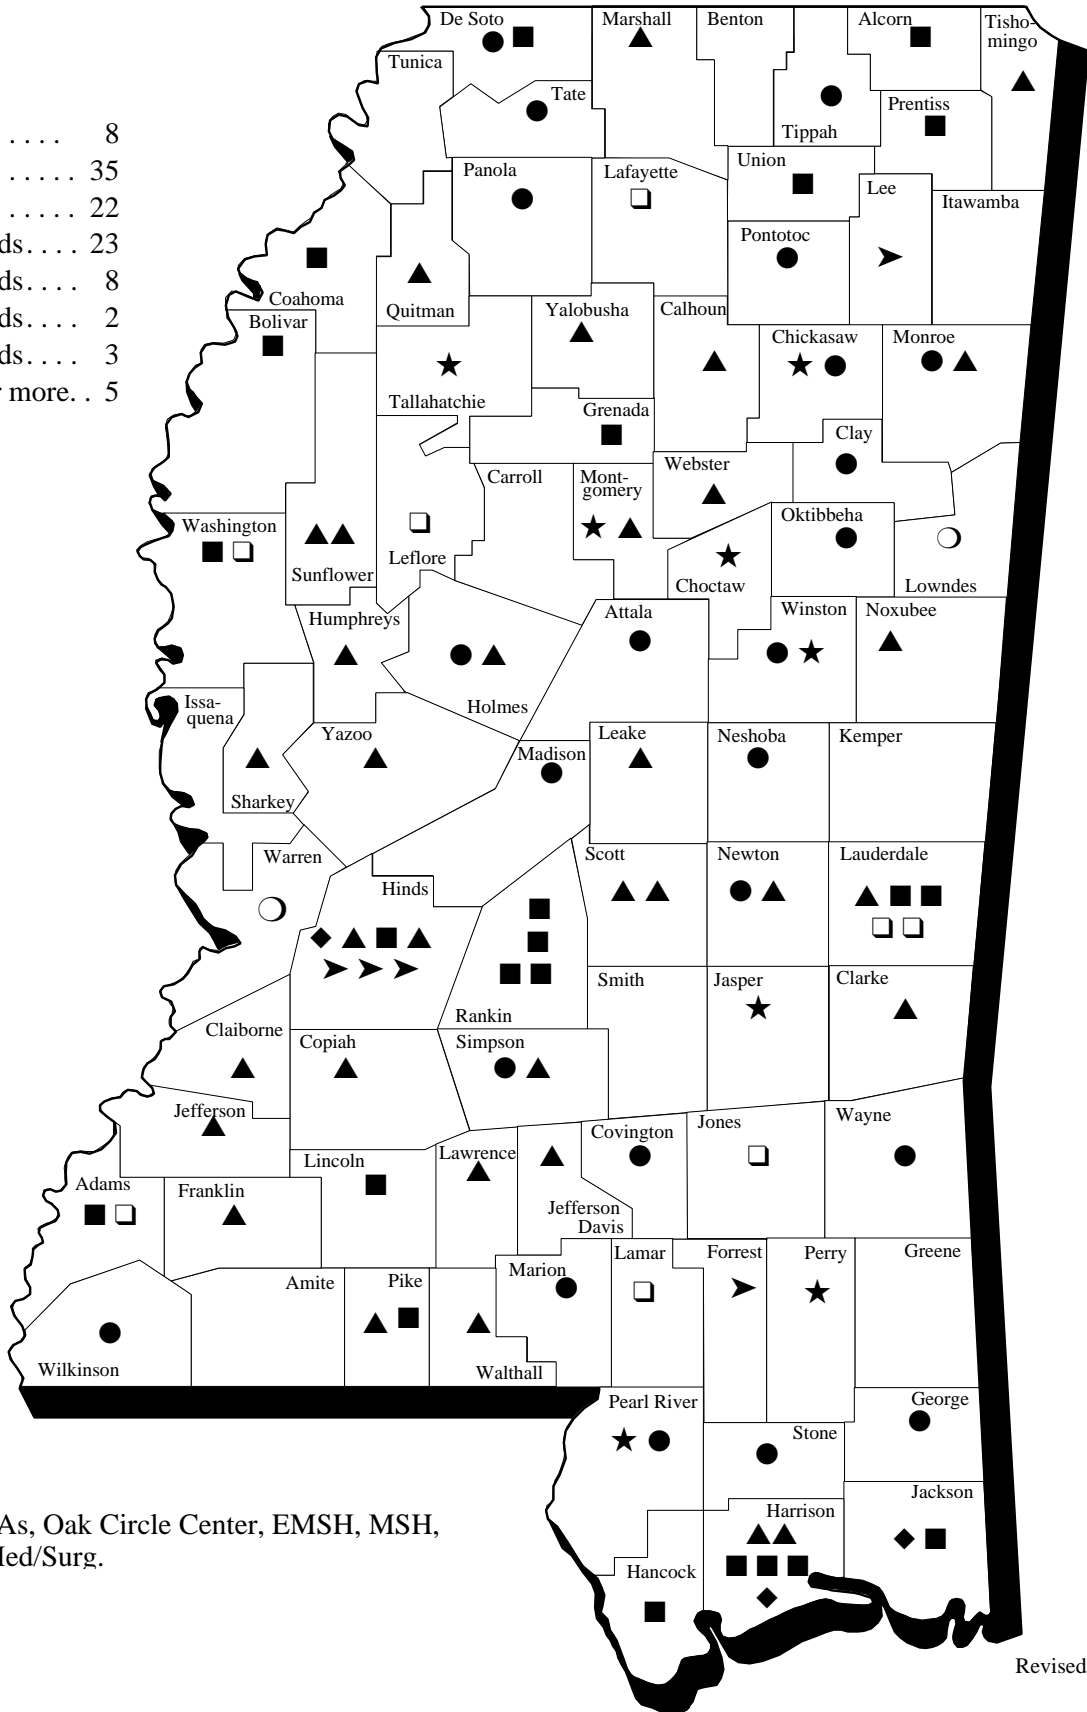 .... 8
..... 35
..... 22
ds.... 23
ds.... 8
ds.... 2
ds.... 3
r more. . 5
De Soto
Marshall
Benton
Alcorn
Tisho-
mingo
Tunica
Tate
Tippah
Prentiss
Panola
Lafayette
Union
Lee
Itawamba
Pontotoc
Coahoma
Quitman
Bolivar
Yalobusha
Calhoun
Chickasaw
Monroe
Tallahatchie
Grenada
Clay
Carroll
Mont-
gomery
Webster
Washington
Sunflower
Leflore
Oktibbeha
Choctaw
Lowndes
Humphreys
Attala
Winston
Noxubee
Holmes
Issa-
quena
Yazoo
Madison
Leake
Neshoba
Kemper
Sharkey
Warren
Scott
Newton
Lauderdale
Hinds
Rankin
Smith
Jasper
Clarke
Claiborne
Copiah
Simpson
Jefferson
Covington
Jones
Wayne
Lincoln
Lawrence
Adams
Franklin
Jefferson
Davis
Lamar
Forrest
Perry
Greene
Amite
Pike
Marion
Wilkinson
Walthall
Pearl River
George
Stone
Jackson
Harrison
Hancock
As, Oak Circle Center, EMSH, MSH,
Med/Surg.
Revised